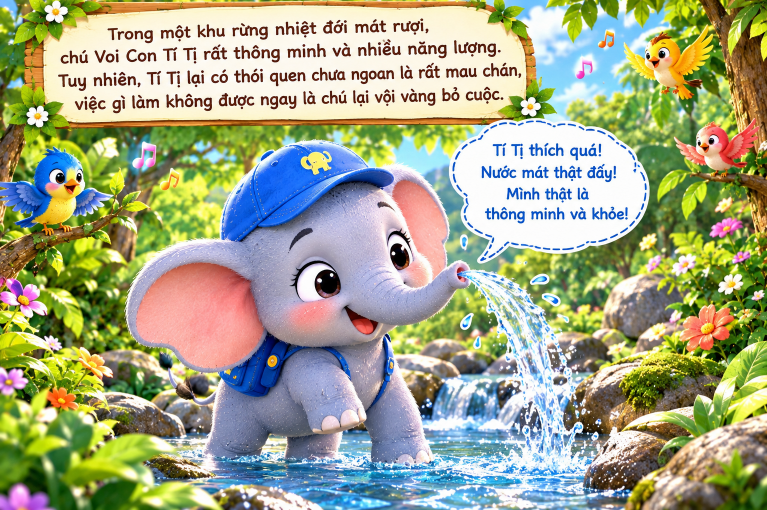 Trong một khu rừng nhiệt đới mát rượi,
chú Voi Con Tí Tị rất thông minh và nhiều năng lượng.
Tuy nhiên, Tí Tị lại có thói quen chưa ngoan là rất mau chán,
việc gì làm không được ngay là chú lại vội vàng bỏ cuộc.
Tí Tị thích quá!
Nước mát thật đấy!
Mình thật là
thông minh và khỏe!